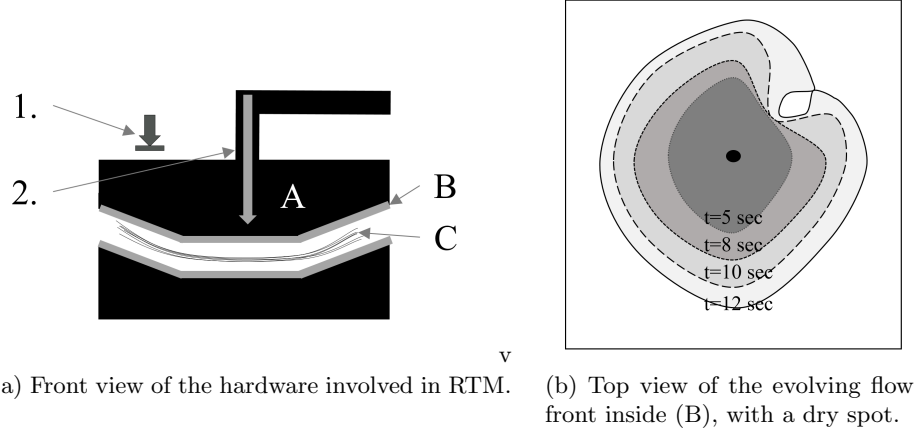 1.
2.
A
B
C
v
a) Front view of the hardware involved in RTM.
t=5 sec
t=8 sec
t=10 sec
t=12 sec
(b) Top view of the evolving flow
front inside (B), with a dry spot.